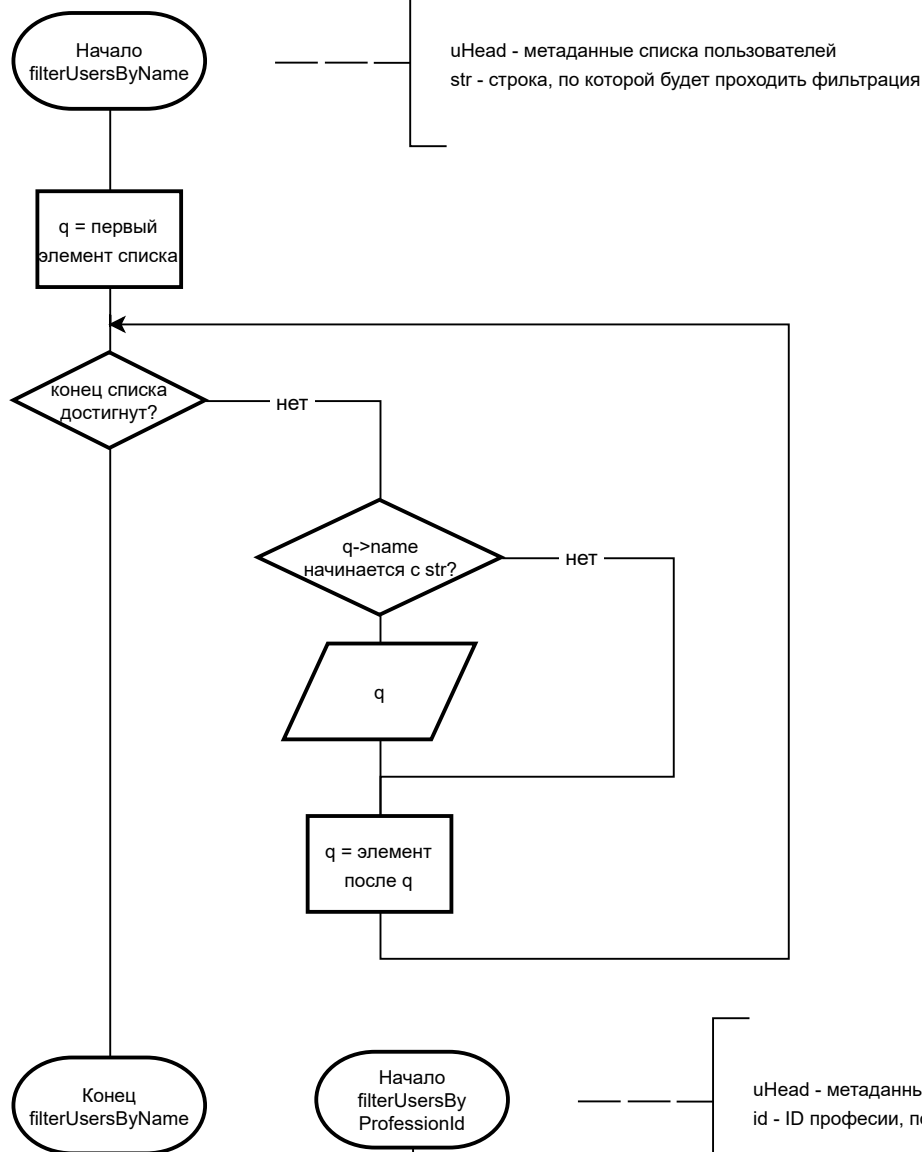 Начало
filterUsersByName
uHead - метаданные списка пользователей
str - строка, по которой будет проходить фильтрация
q = первый
элемент списка
конец списка
достигнут?
нет
q->name
начинается с str?
нет
q
q = элемент
после q
Конец
filterUsersByName
Начало
filterUsersBy
ProfessionId
uHead -
id - ID професии,